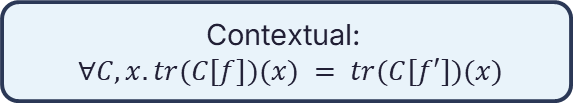 Contextual:
∀C, x. tr(C[f])(x) = tr(C[f′])(x)